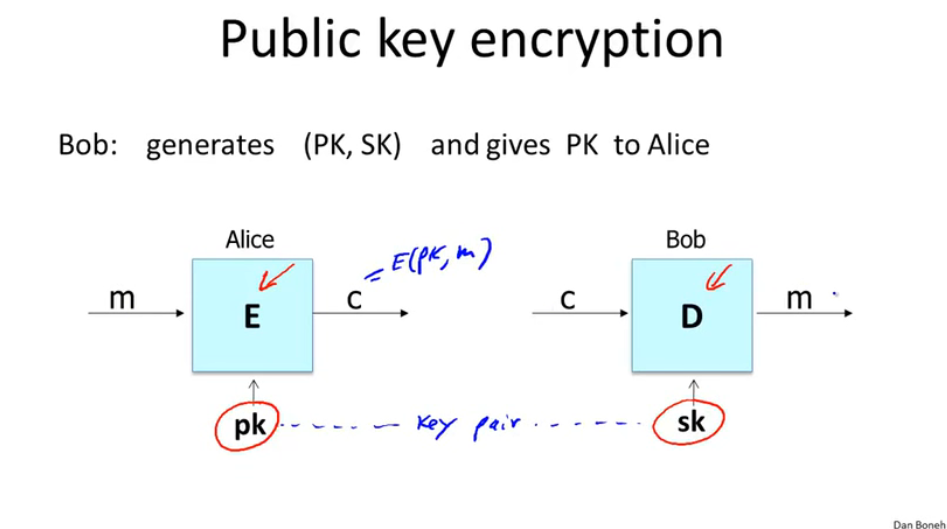 Public key encryption
Bob: generates (PK, SK) and gives PK to Alice
Alice
Bob
= E(PK, m)
m
E
c
c
D
m
pk
key pair
sk
Dan Boneh